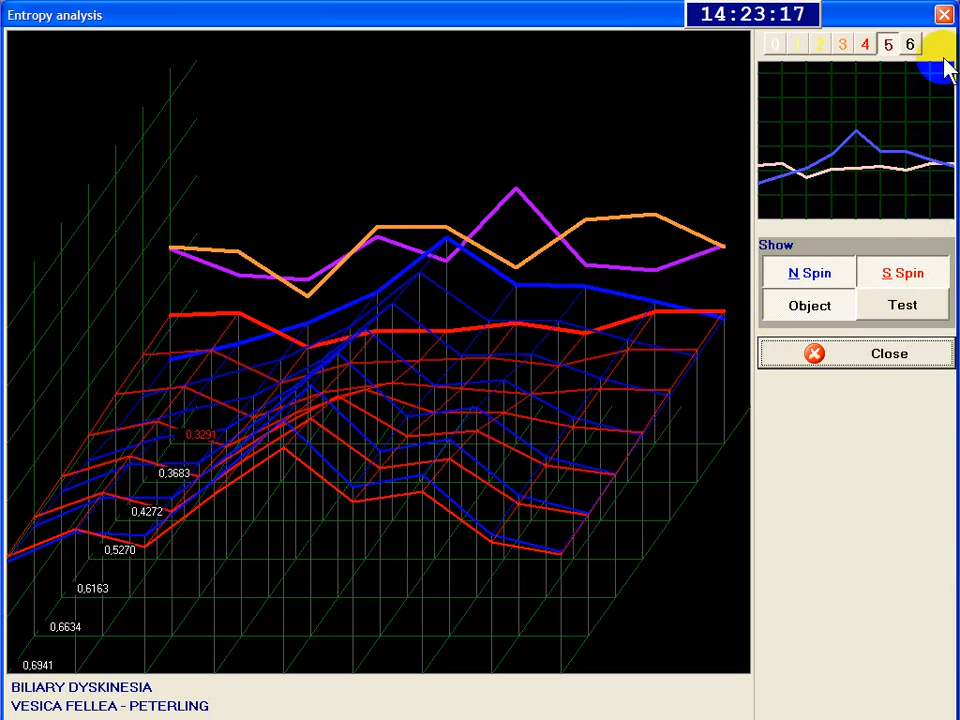 Entropy analysis
14:23:17
0 1 2 3 4 5 6
Show
N Spin
S Spin
Object
Test
Close
0,3291
0,3683
0,4272
0,5270
0,6163
0,6634
0,6941
BILIARY DYSKINESIA
VESICA FELLEA - PETERLING